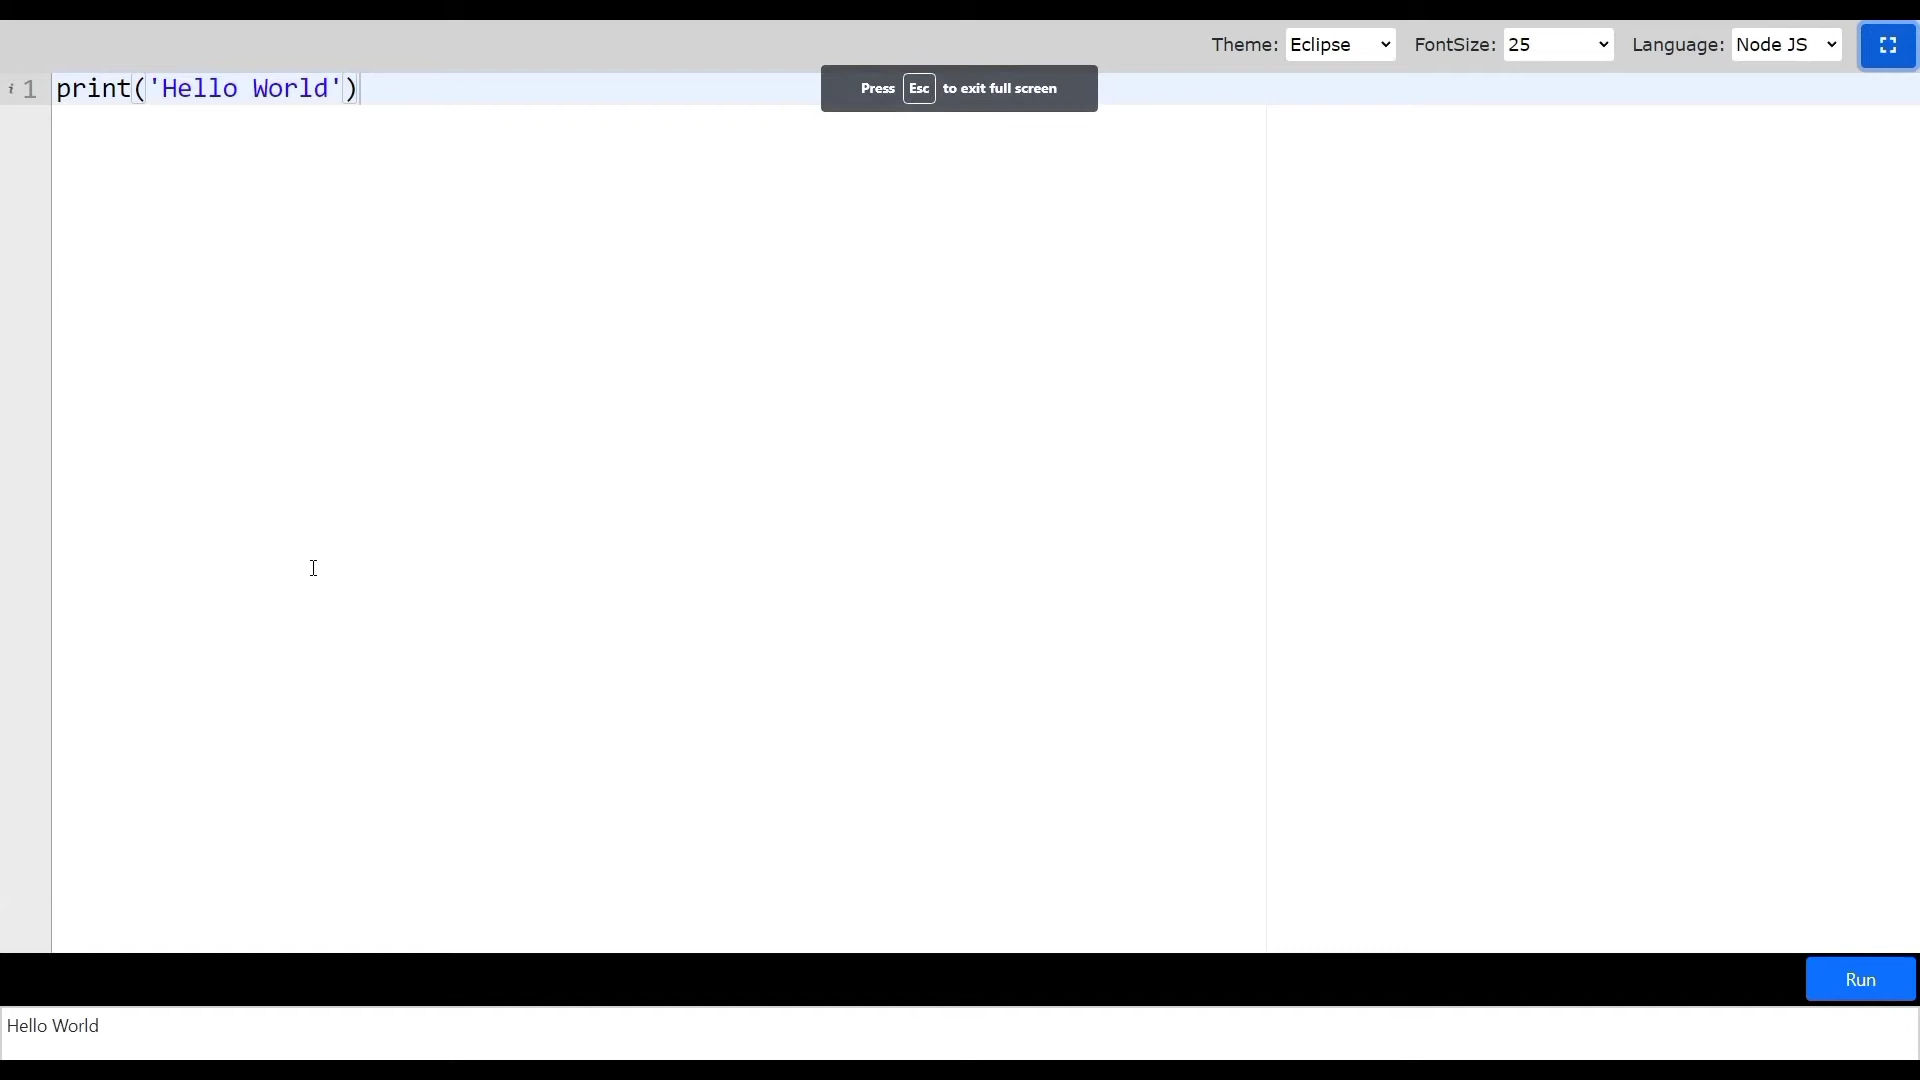 Theme: Eclipse FontSize: 25 Language: Node JS
i 1 print('Hello World')
Press Esc to exit full screen
Run
Hello World